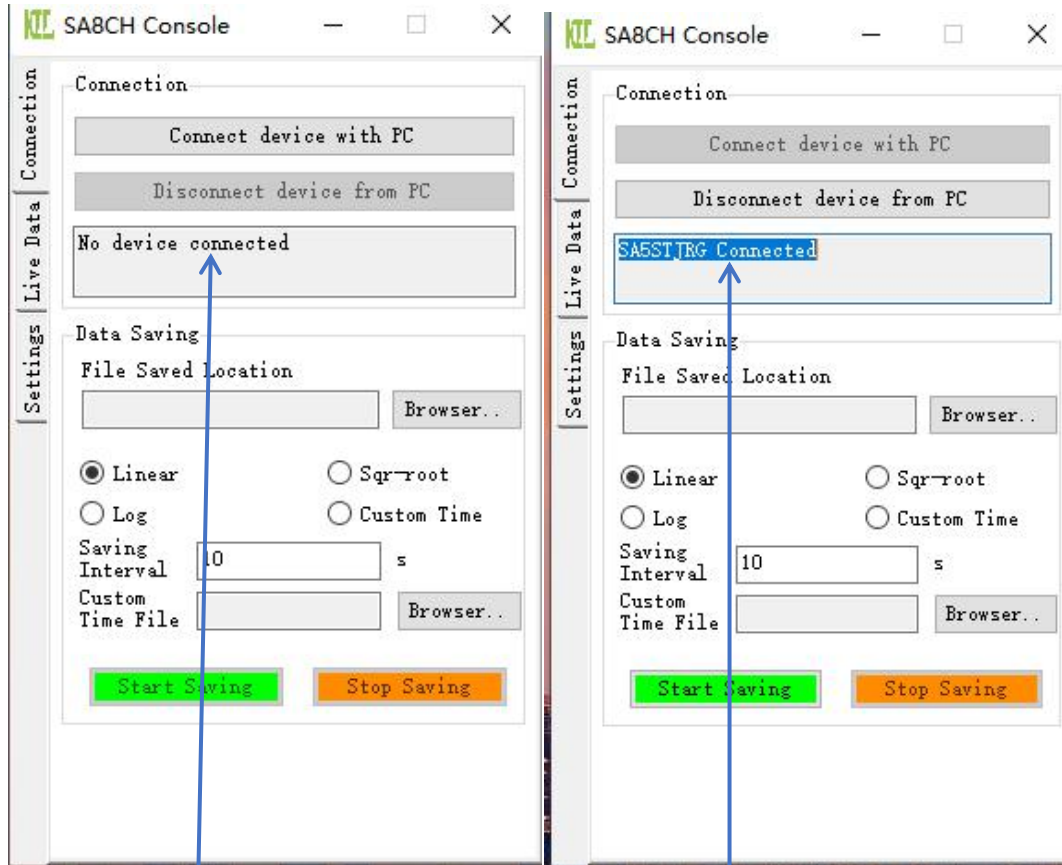 KTL SA8CH Console
Connection
Live Data
Settings
Connection
Connect device with PC
Disconnect device from PC
No device connected
Data Saving
File Saved Location
Browser..
Linear
Sqr-root
Log
Custom Time
Saving
Interval
10
s
Custom
Time File
Browser..
Start Saving
Stop Saving
KTL SA8CH Console
Connection
Live Data
Settings
Connection
Connect device with PC
Disconnect device from PC
SA5STJRG Connected
Data Saving
File Saved Location
Browser..
Linear
Sqr-root
Log
Custom Time
Saving
Interval
10
s
Custom
Time File
Browser..
Start Saving
Stop Saving